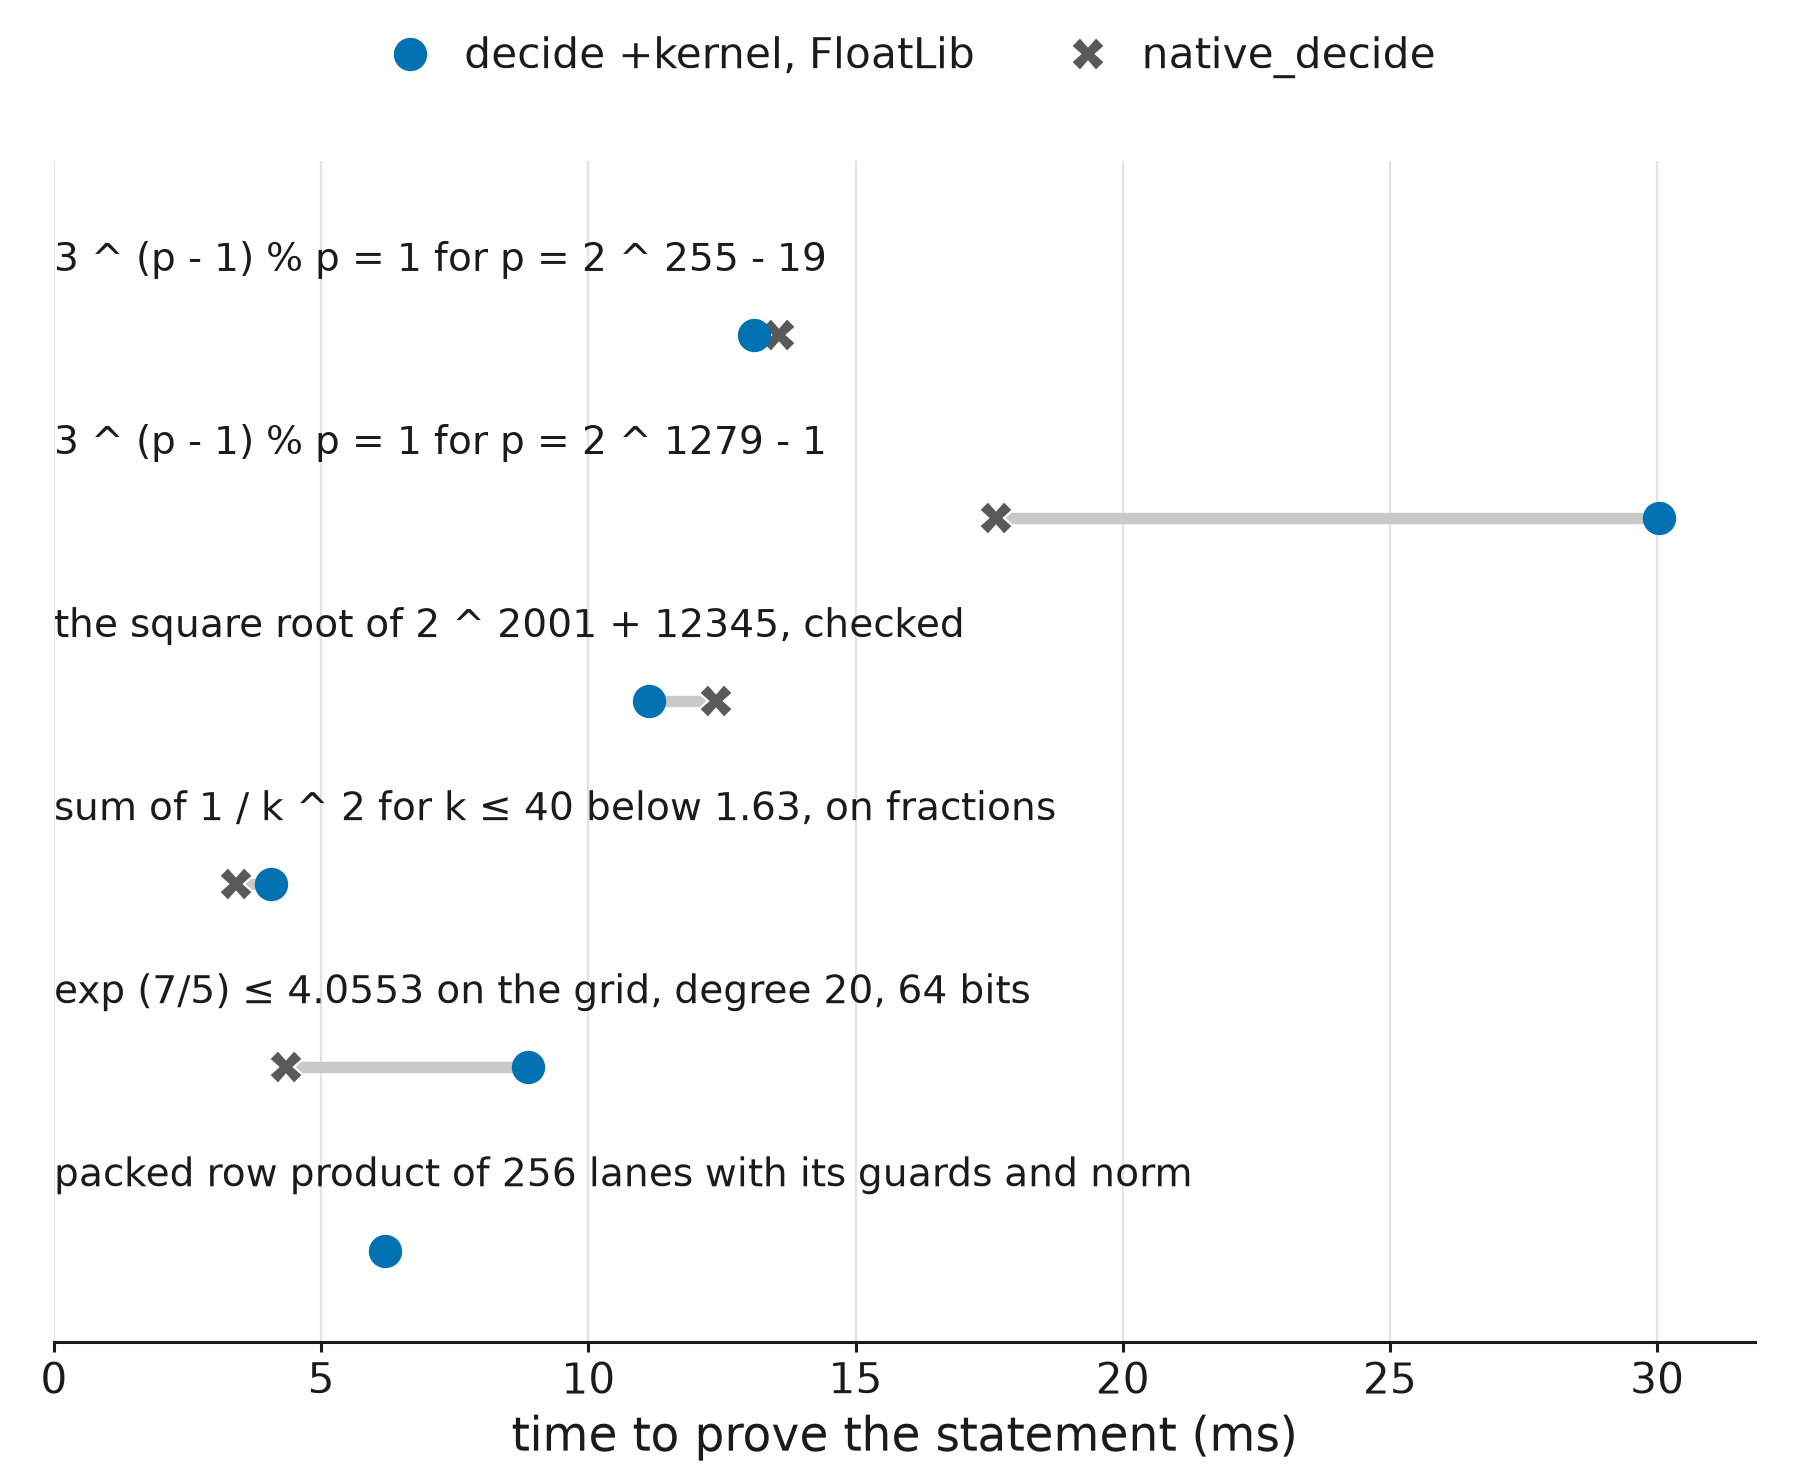 decide +kernel, FloatLib native_decide
3 ^ (p - 1) % p = 1 for p = 2 ^ 255 - 19
3 ^ (p - 1) % p = 1 for p = 2 ^ 1279 - 1
the square root of 2 ^ 2001 + 12345, checked
sum of 1 / k ^ 2 for k ≤ 40 below 1.63, on fractions
exp (7/5) ≤ 4.0553 on the grid, degree 20, 64 bits
packed row product of 256 lanes with its guards and norm
0 5 10 15 20 25 30
time to prove the statement (ms)